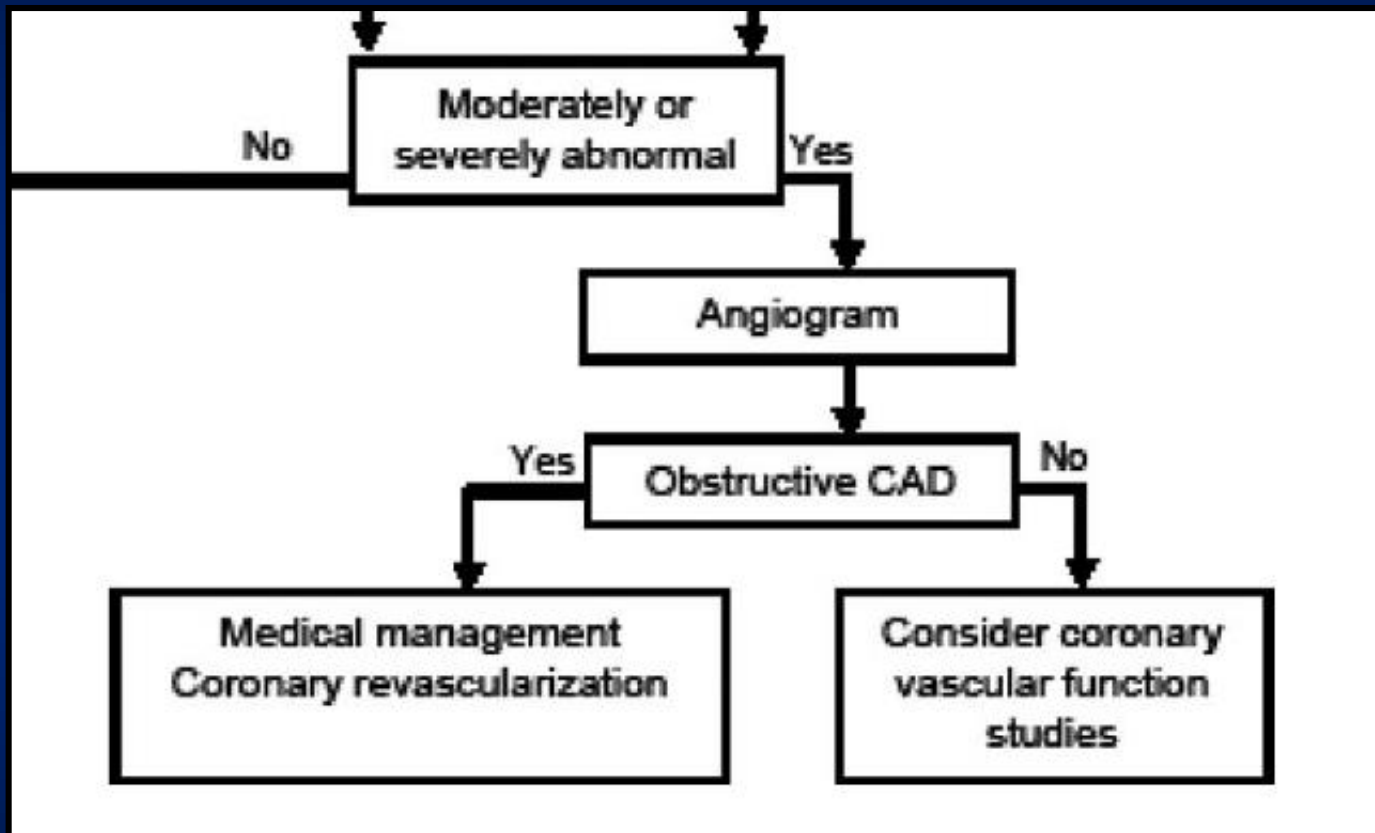 Moderately or
severely abnormal
No
Yes
Angiogram
Obstructive CAD
Yes
No
Medical management
Coronary revascularization
Consider coronary
vascular function
studies